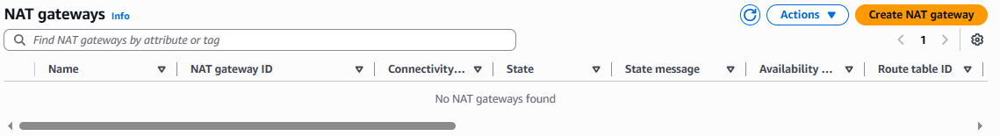 NAT gateways Info Actions Create NAT gateway
Find NAT gateways by attribute or tag 1
Name NAT gateway ID Connectivity... State State message Availability ... Route table ID
No NAT gateways found